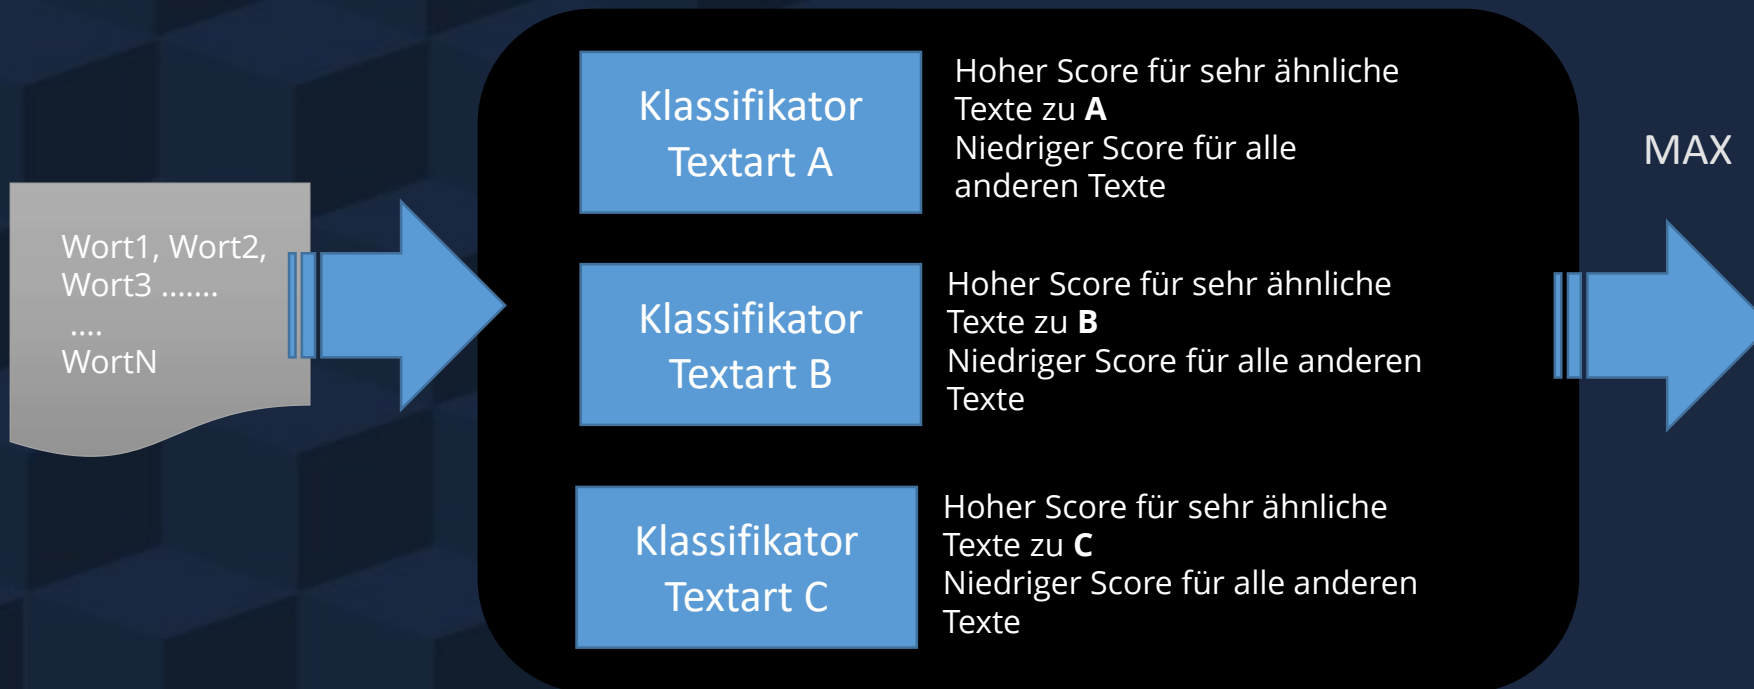 Wort1, Wort2,
Wort3 .......
....
WortN
Klassifikator
Textart A
Hoher Score für sehr ähnliche
Texte zu A
Niedriger Score für alle
anderen Texte
Klassifikator
Textart B
Hoher Score für sehr ähnliche
Texte zu B
Niedriger Score für alle anderen
Texte
Klassifikator
Textart C
Hoher Score für sehr ähnliche
Texte zu C
Niedriger Score für alle anderen
Texte
MAX